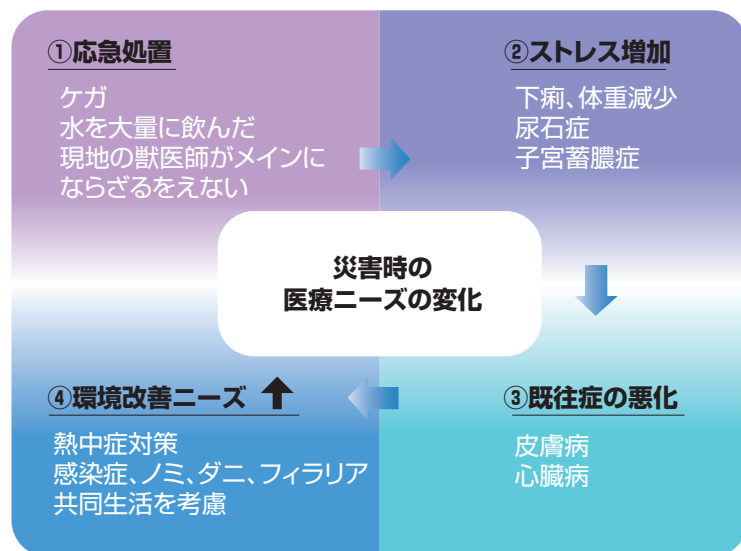 ①応急処置
ケガ
水を大量に飲んだ
現地の獣医師がメインに
ならざるをえない
②ストレス増加
下痢、体重減少
尿石症
子宮蓄膿症
災害時の
医療ニーズの変化
③既往症の悪化
皮膚病
心臓病
④環境改善ニーズ
熱中症対策
感染症、ノミ、ダニ、フィラリア
共同生活を考慮